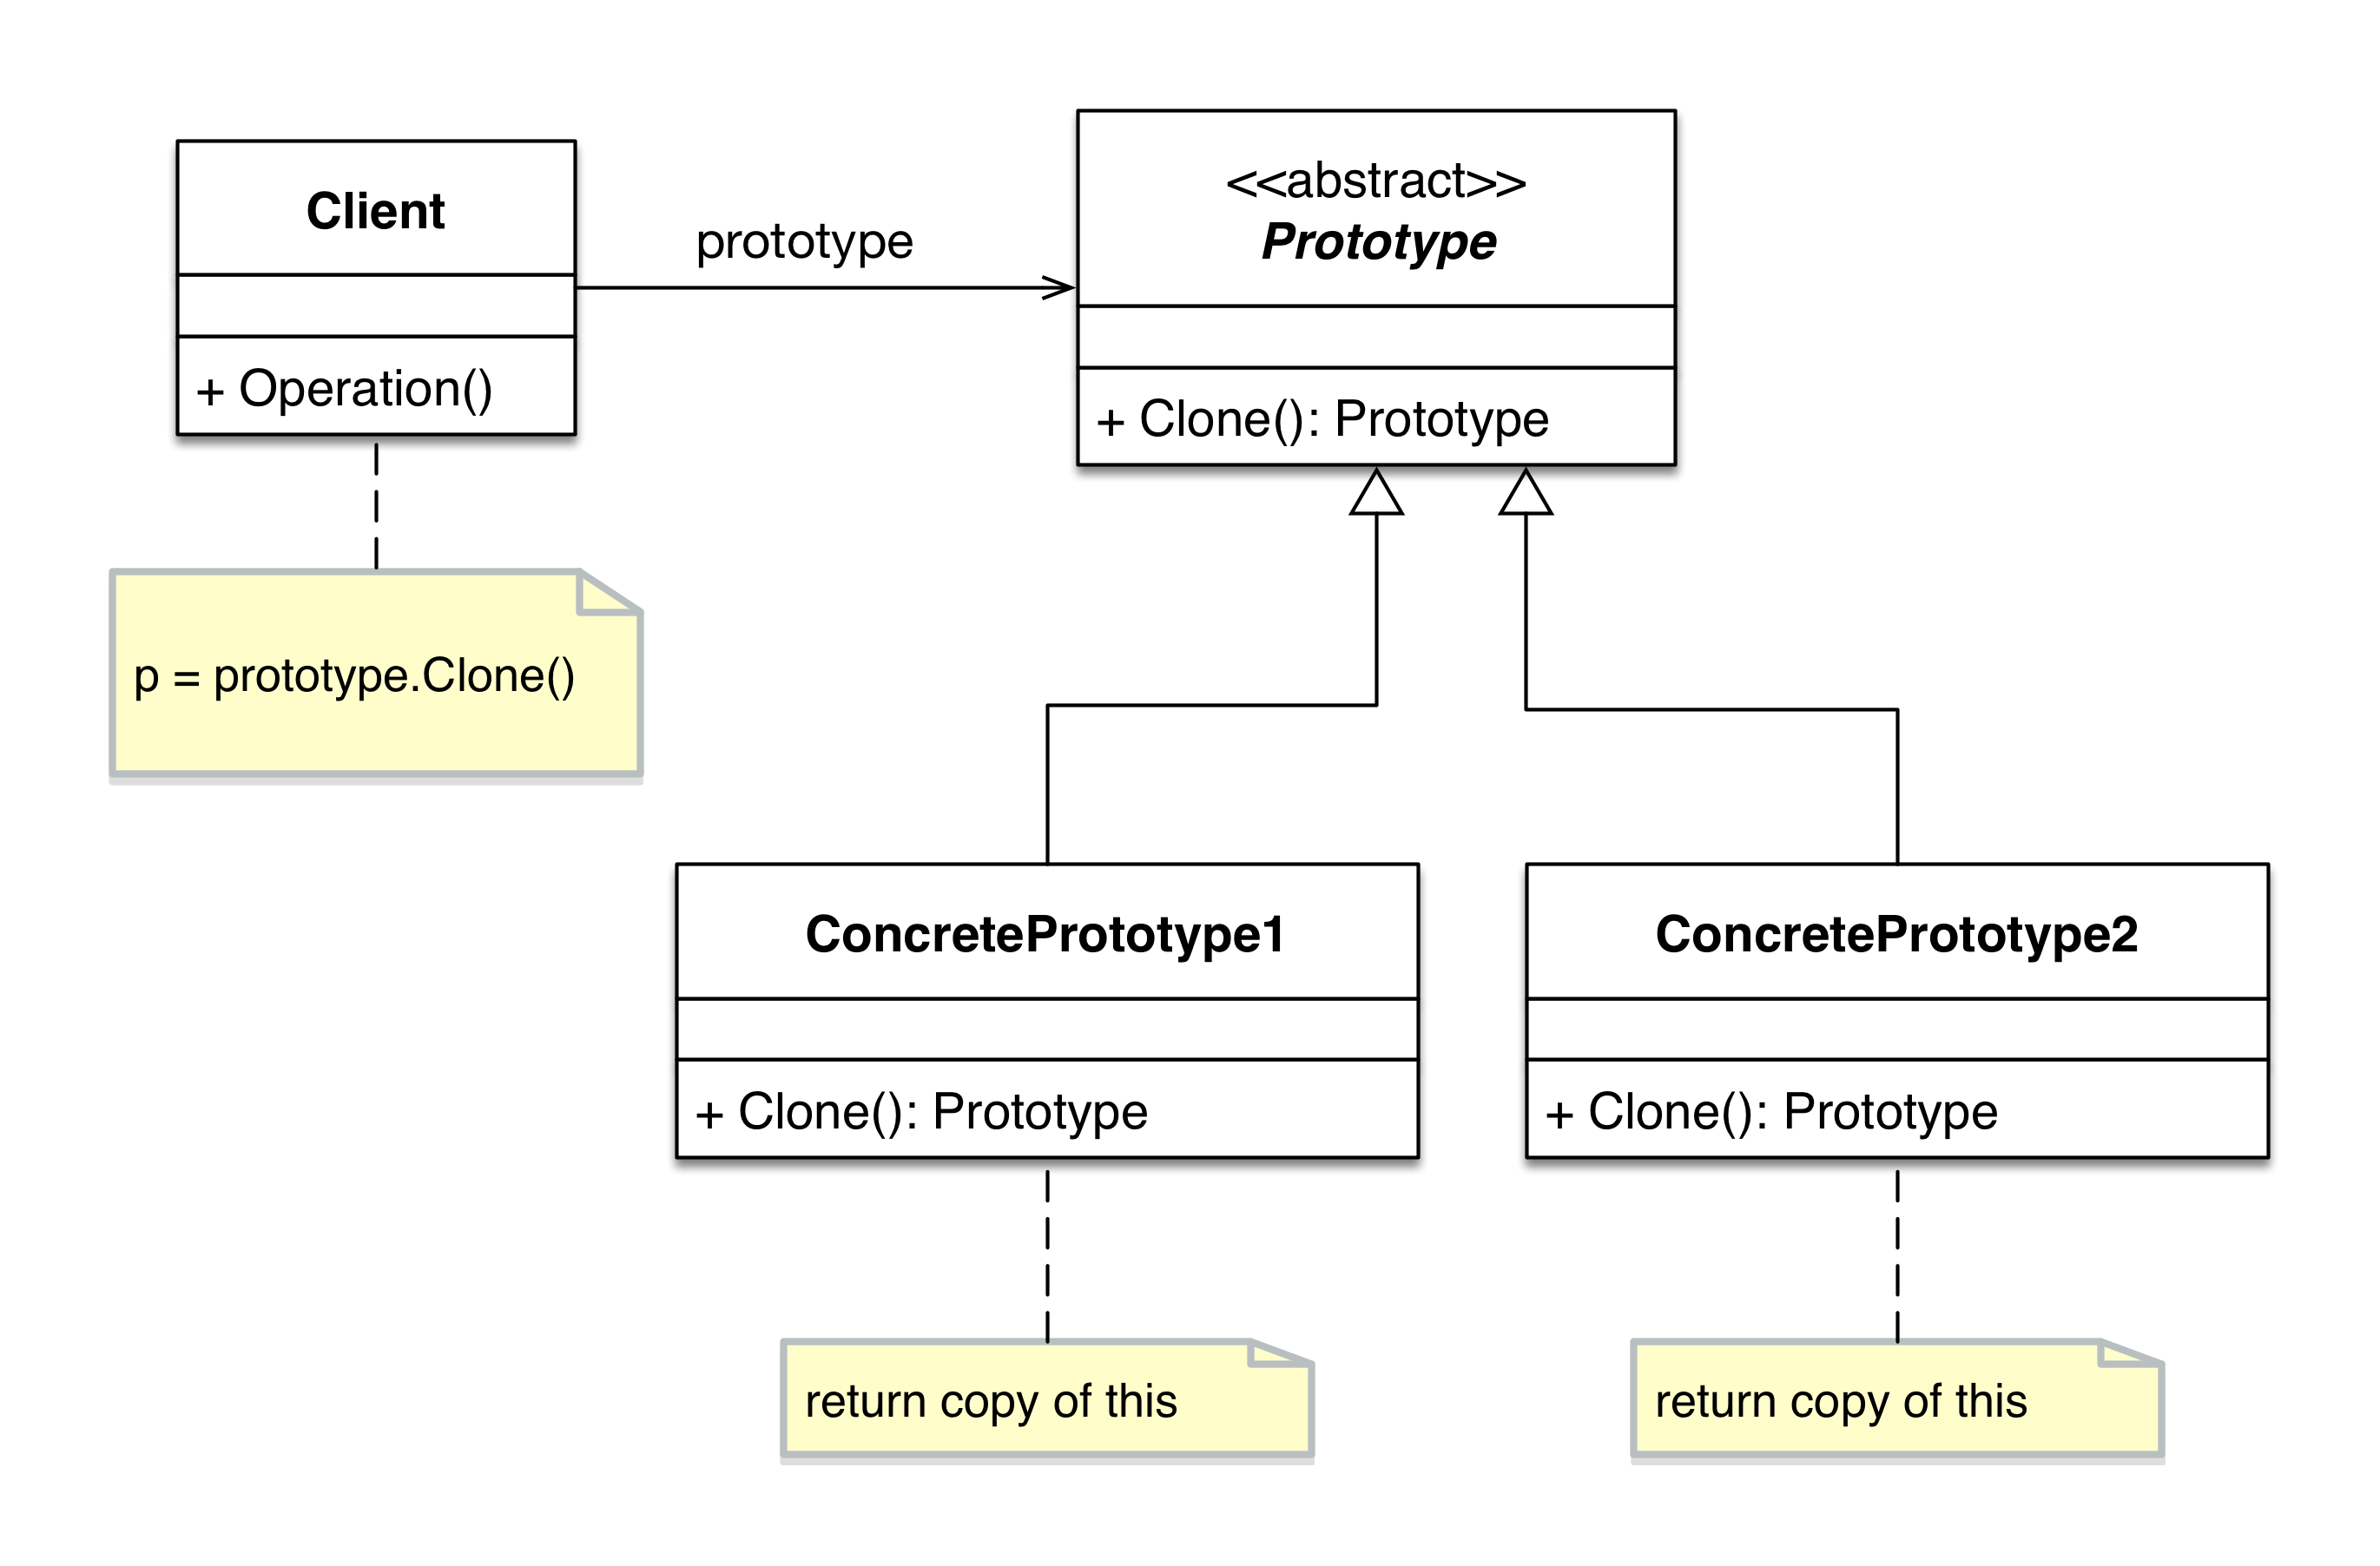 Client
+ Operation()
prototype
<<abstract>>
Prototype
+ Clone(): Prototype
p = prototype.Clone()
ConcretePrototype1
+ Clone(): Prototype
return copy of this
ConcretePrototype2
+ Clone(): Prototype
return copy of this